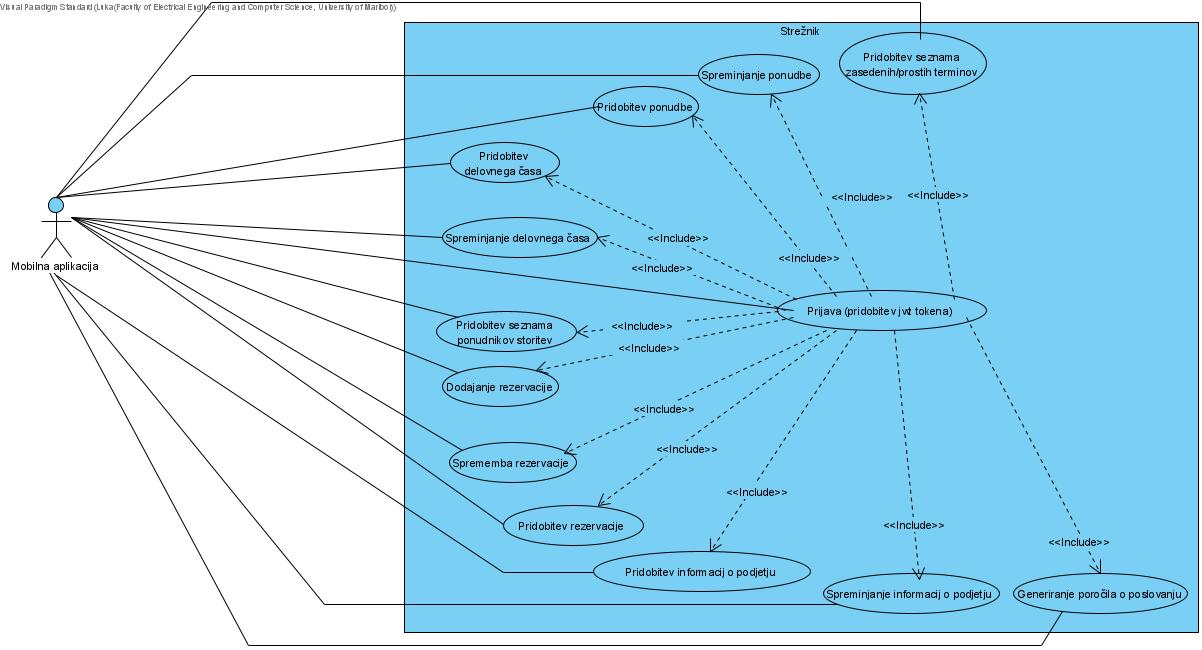 Visual Paradigm Standard(Luka(Faculty of Electrical Engineering and Computer Science, University of Maribor))
Strežnik
Pridobitev seznama
zasedenih/prostih terminov
Spreminjanje ponudbe
Pridobitev ponudbe
Pridobitev
delovnega časa
<<Include>>
<<Include>>
Spreminjanje delovnega časa
<<Include>>
<<Include>>
<<Include>>
Mobilna aplikacija
Prijava (pridobitev jwt tokena)
Pridobitev seznama
ponudnikov storitev
<<Include>>
<<Include>>
Dodajanje rezervacije
<<Include>>
<<Include>>
Sprememba rezervacije
<<Include>>
Pridobitev rezervacije
<<Include>>
<<Include>>
Pridobitev informacij o podjetju
Spreminjanje informacij o podjetju
Generiranje poročila o poslovanju